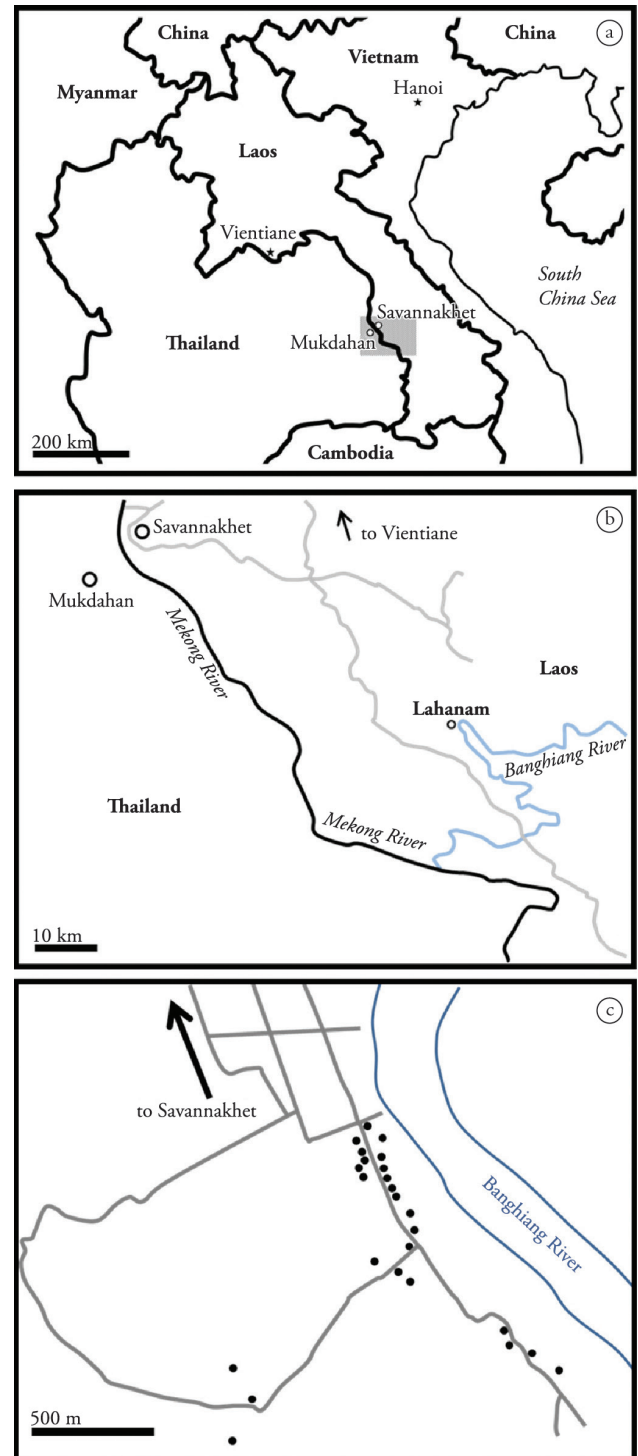 China
Vietnam
China
a
Myanmar
Hanoi
Laos
Vientiane
South
China Sea
Savannakhet
Thailand
Mukdahan
200 km
Cambodia
b
Savannakhet
to Vientiane
Mukdahan
Mekong River
Laos
Lahanam
Banghiang River
Thailand
Mekong River
10 km
c
to Savannakhet
Banghiang River
500 m